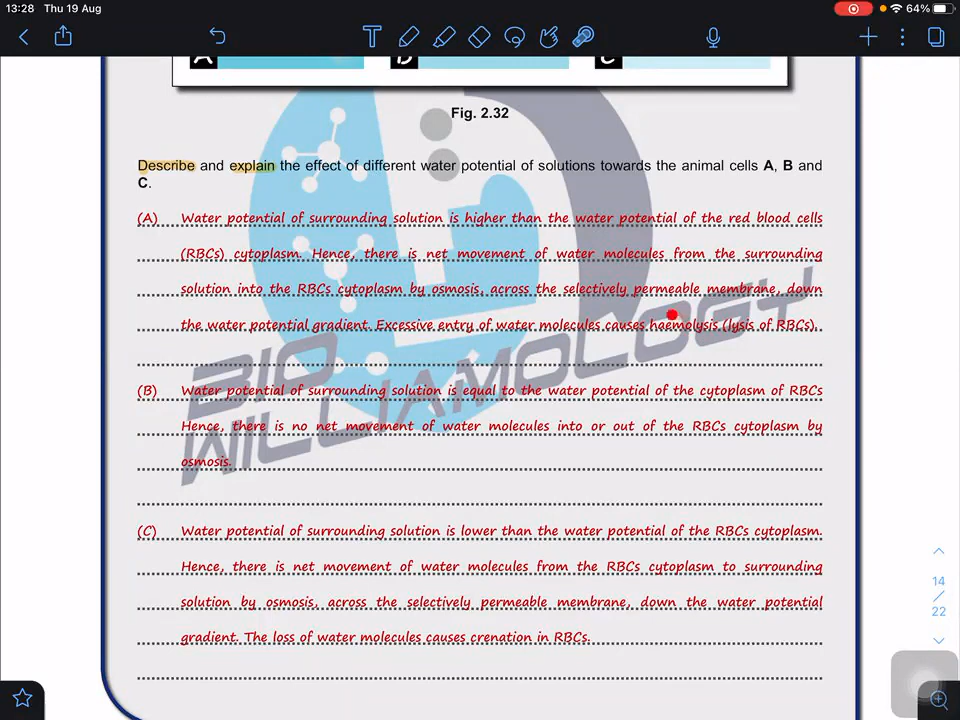 13:28 Thu 19 Aug
64%
Fig. 2.32
Describe and explain the effect of different water potential of solutions towards the animal cells A, B and
C.
(A) Water potential of surrounding solution is higher than the water potential of the red blood cells
(RBCs) cytoplasm. Hence, there is net movement of water molecules from the surrounding
solution into the RBCs cytoplasm by osmosis, across the selectively permeable membrane, down
the water potential gradient. Excessive entry of water molecules causes haemolysis (lysis of RBCs).
(B) Water potential of surrounding solution is equal to the water potential of the cytoplasm of RBCs
Hence, there is no net movement of water molecules into or out of the RBCs cytoplasm by
osmosis.
(C) Water potential of surrounding solution is lower than the water potential of the RBCs cytoplasm.
Hence, there is net movement of water molecules from the RBCs cytoplasm to surrounding
solution by osmosis, across the selectively permeable membrane, down the water potential
gradient. The loss of water molecules causes crenation in RBCs.
BIO
WILLIAMOLOGY
14
/
22